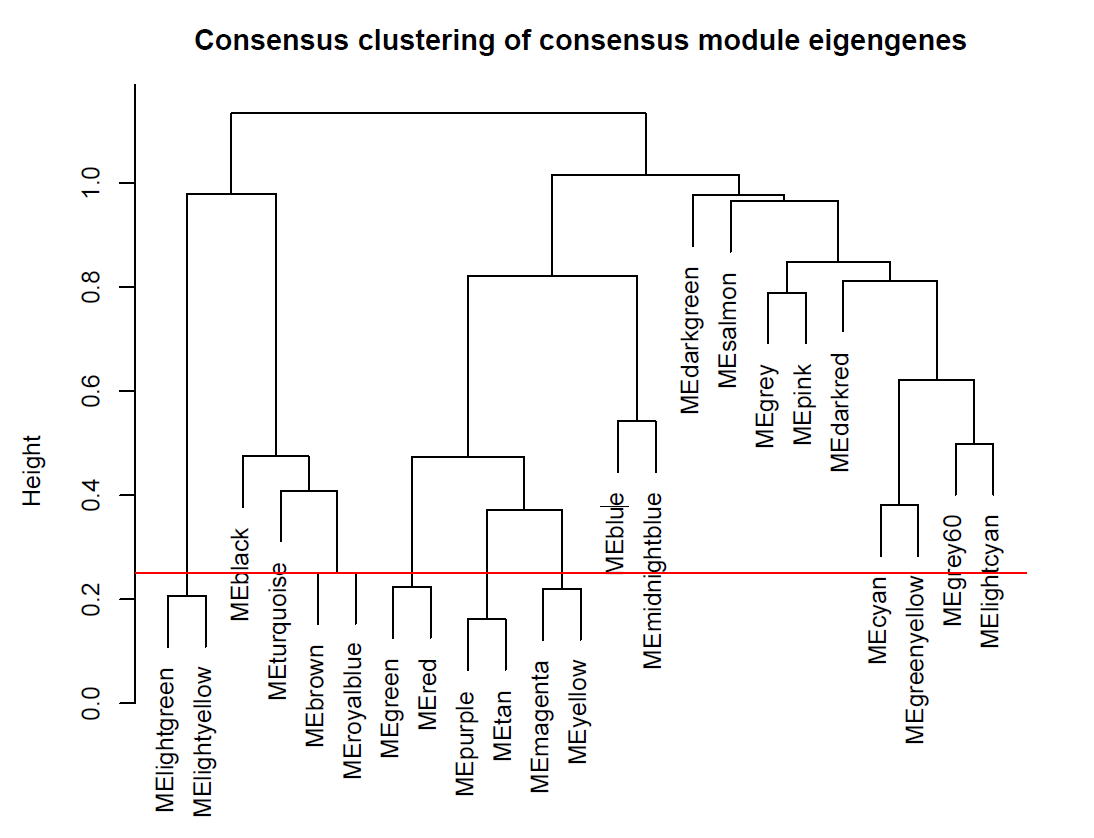 Consensus clustering of consensus module eigengenes
Height
1.0
0.8
0.6
0.4
0.2
0.0
MElightgreen
MElightyellow
MEblack
MEturquoise
MEbrown
MEroyalblue
MEgreen
MEred
MEpurple
MEtan
MEmagenta
MEyellow
MEblue
MEmidnightblue
MEdarkgreen
MEsalmon
MEgrey
MEpink
MEdarkred
MEcyan
MEgreenyellow
MEgrey60
MElightcyan